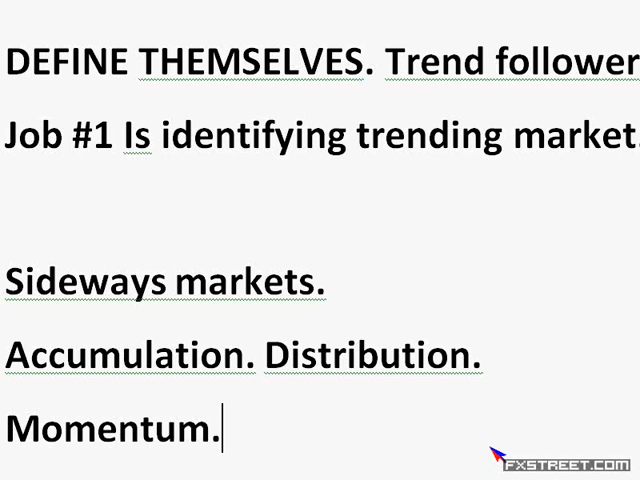 DEFINE THEMSELVES. Trend follower
Job #1 Is identifying trending market.
Sideways markets.
Accumulation. Distribution.
Momentum.
FXSTREET.COM